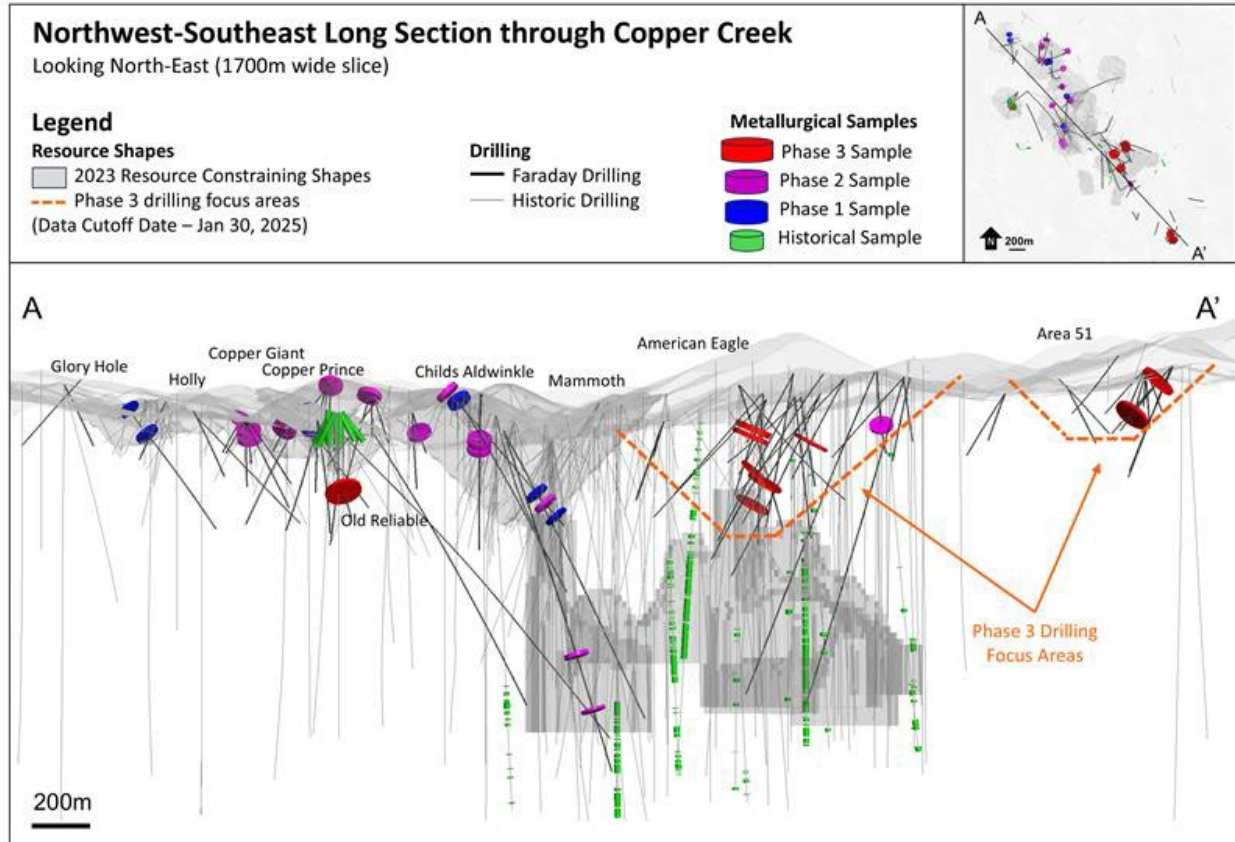 Northwest-Southeast Long Section through Copper Creek
Looking North-East (1700m wide slice)
Legend
Resource Shapes
2023 Resource Constraining Shapes
Phase 3 drilling focus areas
(Data Cutoff Date – Jan 30, 2025)
Drilling
Faraday Drilling
Historic Drilling
Metallurgical Samples
Phase 3 Sample
Phase 2 Sample
Phase 1 Sample
Historical Sample
A
N
200m
A'
A
A'
Glory Hole
Holly
Copper Giant
Copper Prince
Old Reliable
Childs Aldwinkle
Mammoth
American Eagle
Area 51
Phase 3 Drilling
Focus Areas
200m